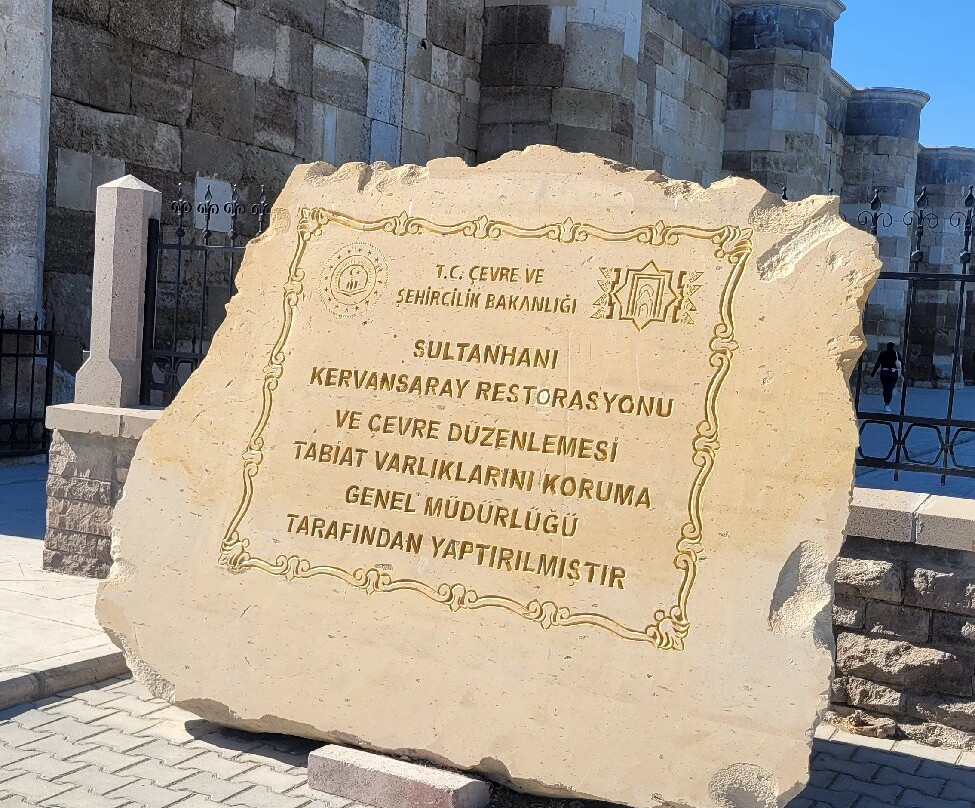 T.C. ÇEVRE VE
ŞEHİRCİLİK BAKANLIĞI
SULTANHANI
KERVANSARAY RESTORASYONU
VE ÇEVRE DÜZENLEMESİ
TABİAT VARLIKLARINI KORUMA
GENEL MÜDÜRLÜĞÜ
TARAFINDAN YAPTIRILMIŞTIR